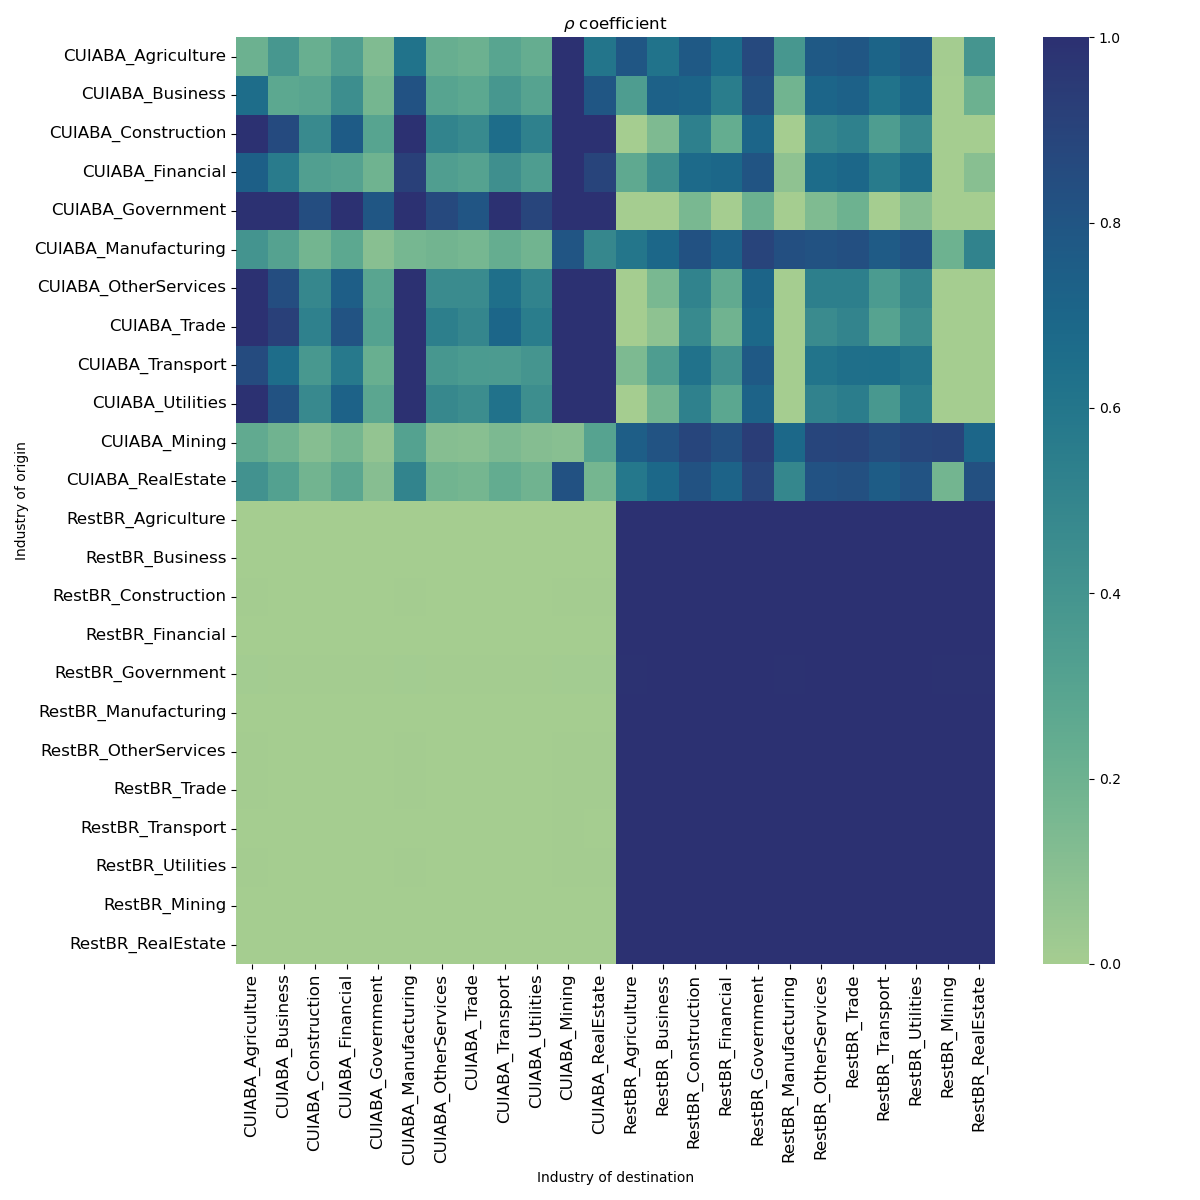 ρ coefficient
CUIABA_Agriculture
CUIABA_Business
CUIABA_Construction
CUIABA_Financial
CUIABA_Government
CUIABA_Manufacturing
CUIABA_OtherServices
CUIABA_Trade
CUIABA_Transport
CUIABA_Utilities
CUIABA_Mining
CUIABA_RealEstate
RestBR_Agriculture
RestBR_Business
RestBR_Construction
RestBR_Financial
RestBR_Government
RestBR_Manufacturing
RestBR_OtherServices
RestBR_Trade
RestBR_Transport
RestBR_Utilities
RestBR_Mining
RestBR_RealEstate
Industry of origin
1.0
0.8
0.6
0.4
0.2
0.0
CUIABA_Agriculture
CUIABA_Business
CUIABA_Construction
CUIABA_Financial
CUIABA_Government
CUIABA_Manufacturing
CUIABA_OtherServices
CUIABA_Trade
CUIABA_Transport
CUIABA_Utilities
CUIABA_Mining
CUIABA_RealEstate
RestBR_Agriculture
RestBR_Business
RestBR_Construction
RestBR_Financial
RestBR_Government
RestBR_Manufacturing
RestBR_OtherServices
RestBR_Trade
RestBR_Transport
RestBR_Utilities
RestBR_Mining
RestBR_RealEstate
Industry of destination